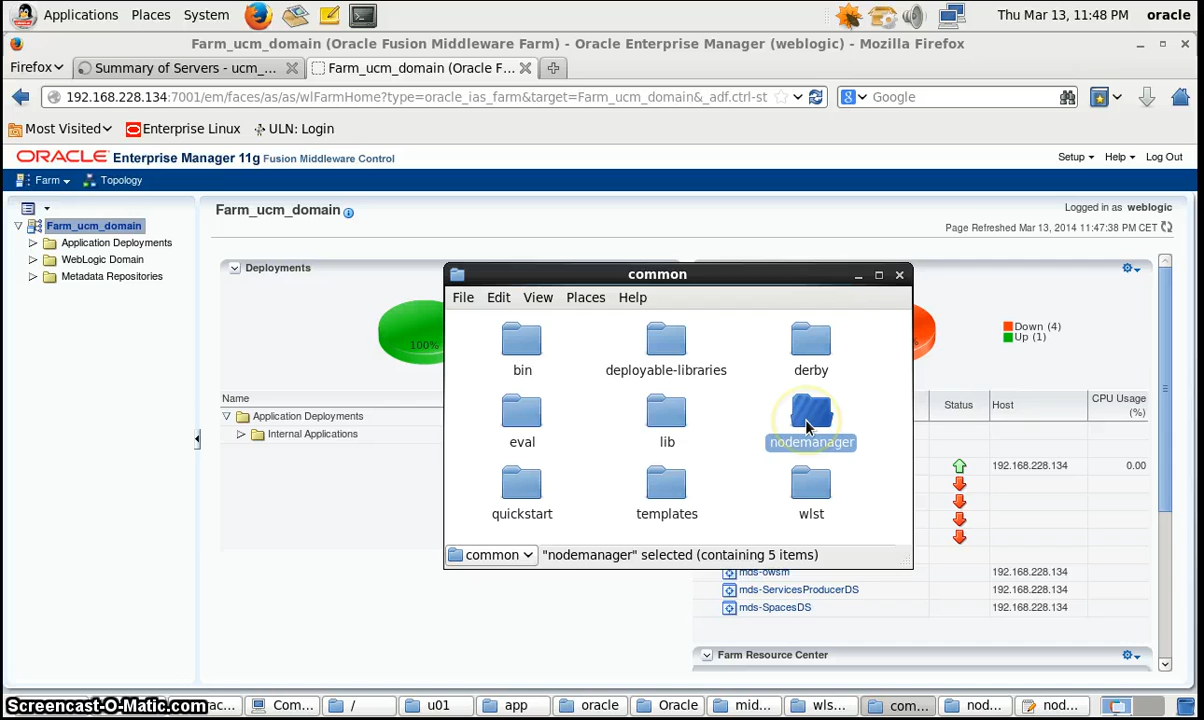 Applications Places System
Thu Mar 13, 11:48 PM oracle
Farm_ucm_domain (Oracle Fusion Middleware Farm) - Oracle Enterprise Manager (weblogic) - Mozilla Firefox
Firefox Summary of Servers - ucm_... Farm_ucm_domain (Oracle F...
192.168.228.134:7001/em/faces/as/as/wlFarmHome?type=oracle_ias_farm&target=Farm_ucm_domain&_adf.ctrl-st Google
Most Visited Enterprise Linux ULN: Login
ORACLE Enterprise Manager 11g Fusion Middleware Control Setup Help Log Out
Farm Topology
Farm_ucm_domain
Application Deployments
WebLogic Domain
Metadata Repositories
Farm_ucm_domain
Logged in as weblogic
Page Refreshed Mar 13, 2014 11:47:38 PM CET
Deployments
100%
Down (4)
Up (1)
Name
Application Deployments
Internal Applications
Status Host CPU Usage (%)
192.168.228.134 0.00
mds-owsm 192.168.228.134
mds-ServicesProducerDS 192.168.228.134
mds-SpacesDS 192.168.228.134
Farm Resource Center
common
File Edit View Places Help
bin deployable-libraries derby
eval lib nodemanager
quickstart templates wlst
common "nodemanager" selected (containing 5 items)
Screencast-O-Matic.com rac... Com... / u01 app oracle Oracle mid... wls... com... nod... nod...